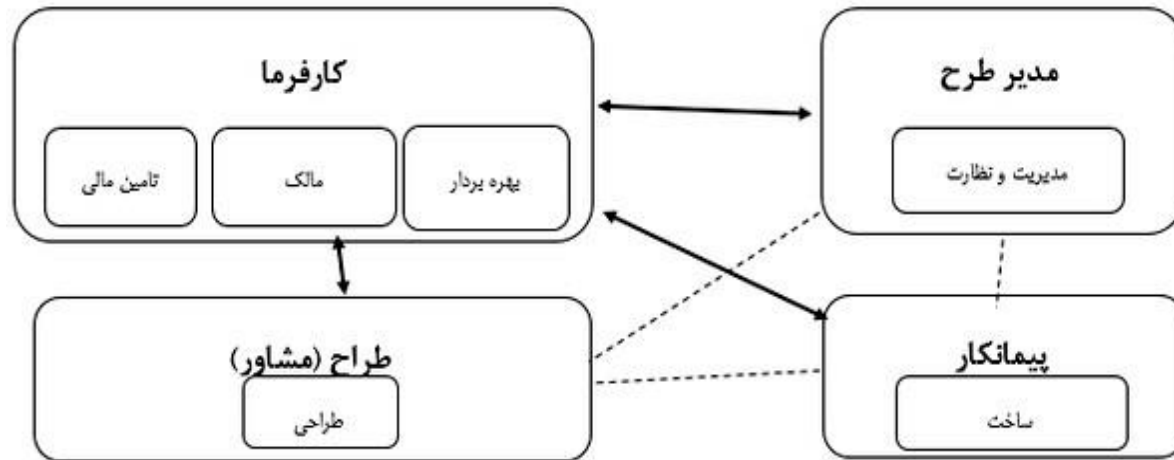 کارفرما
بهره بردار
مالک
تامین مالی
مدیر طرح
مدیریت و نظارت
طراح (مشاور)
طراحی
پیمانکار
ساخت